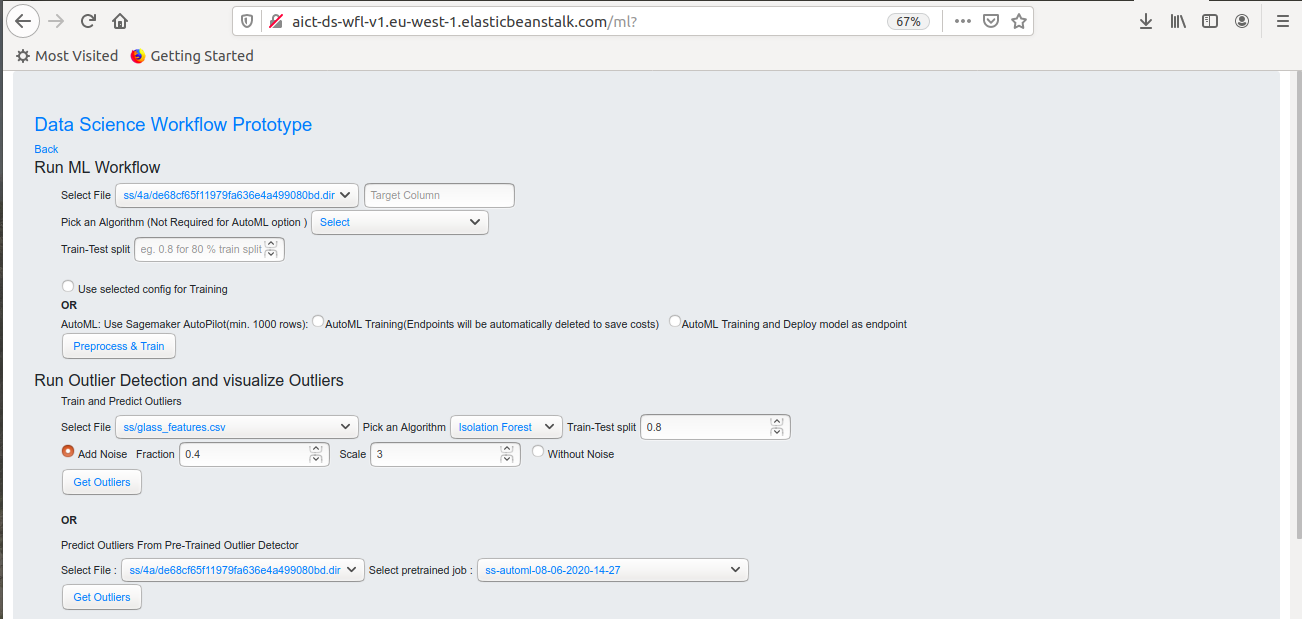 aict-ds-wfl-v1.eu-west-1.elasticbeanstalk.com/ml? 67%
Most Visited Getting Started
Data Science Workflow Prototype
Back
Run ML Workflow
Select File ss/4a/de68cf65f11979fa636e4a499080bd.dir Target Column
Pick an Algorithm (Not Required for AutoML option ) Select
Train-Test split eg. 0.8 for 80 % train split
Use selected config for Training
OR
AutoML: Use Sagemaker AutoPilot(min. 1000 rows): AutoML Training(Endpoints will be automatically deleted to save costs) AutoML Training and Deploy model as endpoint
Preprocess & Train
Run Outlier Detection and visualize Outliers
Train and Predict Outliers
Select File ss/glass_features.csv Pick an Algorithm Isolation Forest Train-Test split 0.8
Add Noise Fraction 0.4 Scale 3 Without Noise
Get Outliers
OR
Predict Outliers From Pre-Trained Outlier Detector
Select File : ss/4a/de68cf65f11979fa636e4a499080bd.dir Select pretrained job : ss-automl-08-06-2020-14-27
Get Outliers